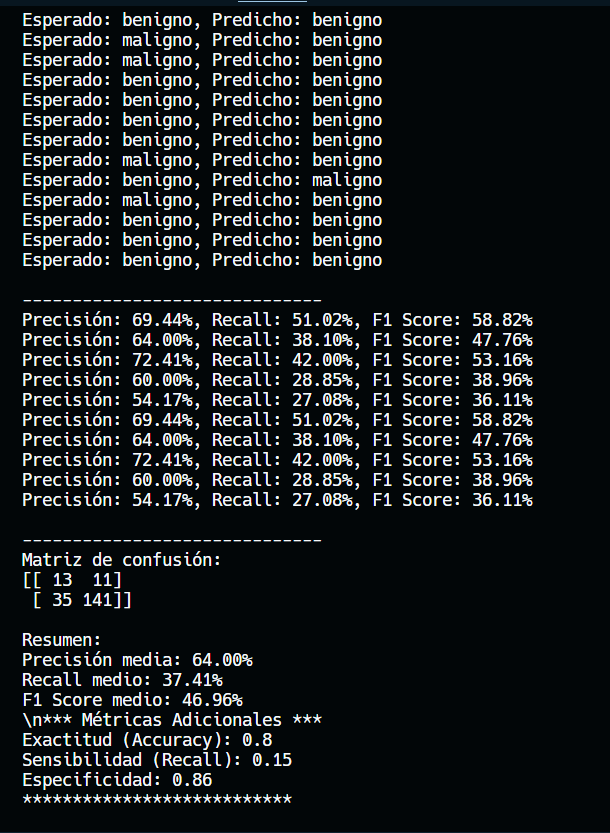 Esperado: benigno, Predicho: benigno
Esperado: maligno, Predicho: benigno
Esperado: maligno, Predicho: benigno
Esperado: benigno, Predicho: benigno
Esperado: benigno, Predicho: benigno
Esperado: benigno, Predicho: benigno
Esperado: benigno, Predicho: benigno
Esperado: maligno, Predicho: benigno
Esperado: benigno, Predicho: maligno
Esperado: maligno, Predicho: benigno
Esperado: benigno, Predicho: benigno
Esperado: benigno, Predicho: benigno
Esperado: benigno, Predicho: benigno
------------------------------
Precisión: 69.44%, Recall: 51.02%, F1 Score: 58.82%
Precisión: 64.00%, Recall: 38.10%, F1 Score: 47.76%
Precisión: 72.41%, Recall: 42.00%, F1 Score: 53.16%
Precisión: 60.00%, Recall: 28.85%, F1 Score: 38.96%
Precisión: 54.17%, Recall: 27.08%, F1 Score: 36.11%
Precisión: 69.44%, Recall: 51.02%, F1 Score: 58.82%
Precisión: 64.00%, Recall: 38.10%, F1 Score: 47.76%
Precisión: 72.41%, Recall: 42.00%, F1 Score: 53.16%
Precisión: 60.00%, Recall: 28.85%, F1 Score: 38.96%
Precisión: 54.17%, Recall: 27.08%, F1 Score: 36.11%
------------------------------
Matriz de confusión:
[[ 13  11]
 [ 35 141]]
Resumen:
Precisión media: 64.00%
Recall medio: 37.41%
F1 Score medio: 46.96%
\n*** Métricas Adicionales ***
Exactitud (Accuracy): 0.8
Sensibilidad (Recall): 0.15
Especificidad: 0.86
***************************